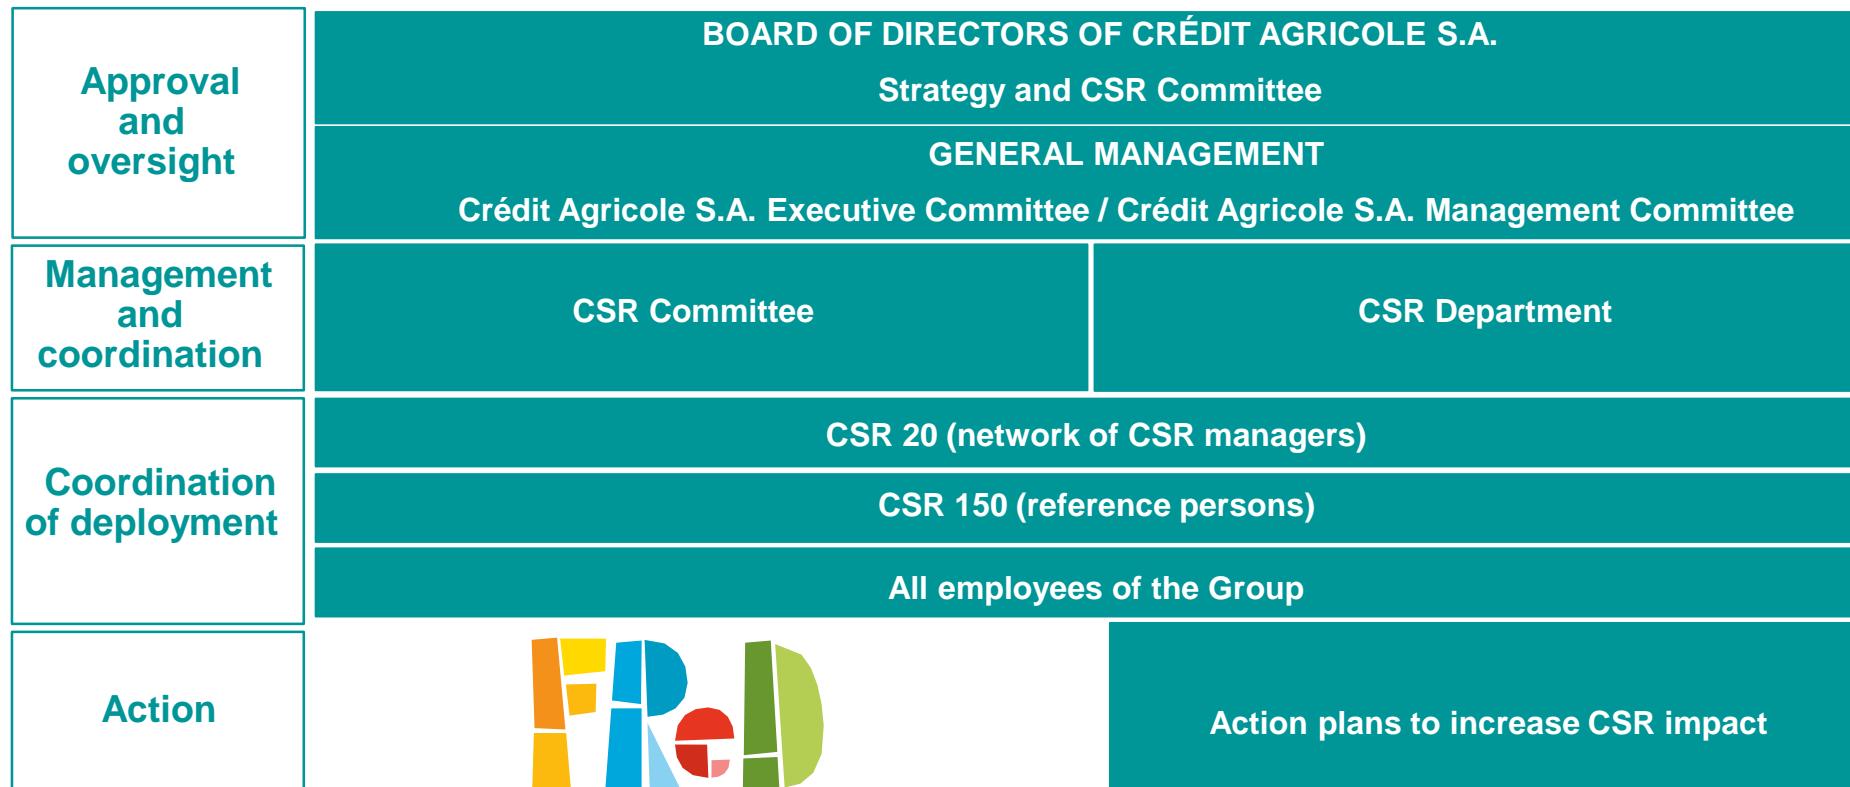 Approval
and
oversight
BOARD OF DIRECTORS OF CRÉDIT AGRICOLE S.A.
Strategy and CSR Committee
GENERAL MANAGEMENT
Crédit Agricole S.A. Executive Committee / Crédit Agricole S.A. Management Committee
Management
and
coordination
CSR Committee
CSR Department
Coordination
of deployment
CSR 20 (network of CSR managers)
CSR 150 (reference persons)
All employees of the Group
Action
FReD
Action plans to increase CSR impact